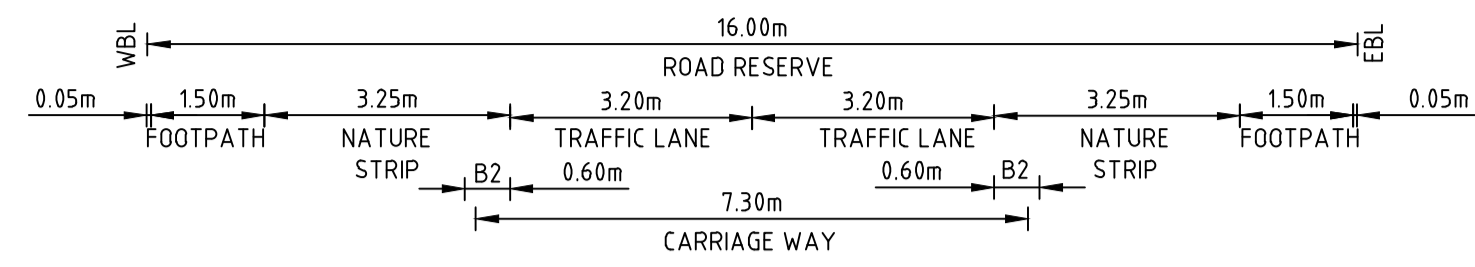 16.00m
WBL
EBL
ROAD RESERVE
0.05m 1.50m 3.25m 3.20m 3.20m 3.25m 1.50m 0.05m
FOOTPATH NATURE TRAFFIC LANE TRAFFIC LANE NATURE FOOTPATH
STRIP STRIP
B2 0.60m 0.60m B2
7.30m
CARRIAGE WAY